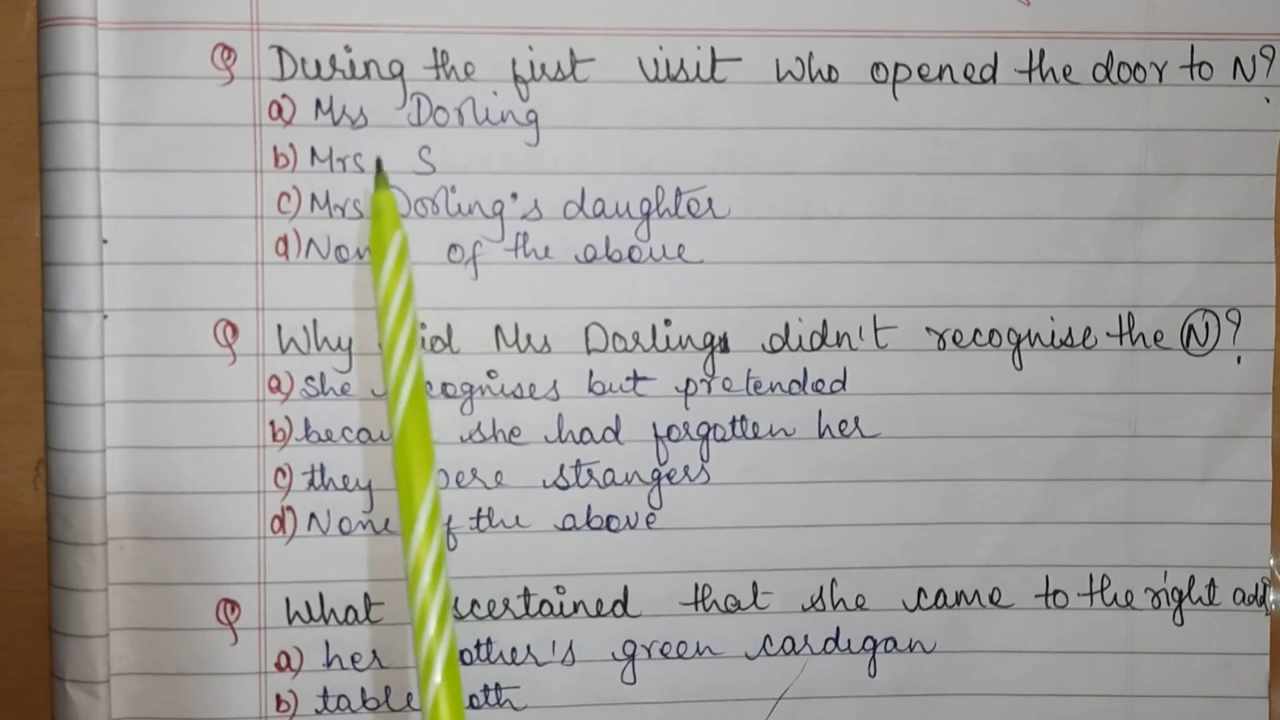 Q During the first visit who opened the door to N?
a) Mrs Dorling
b) Mrs S
c) Mrs Dorling's daughter
d) None of the above
Q Why did Mrs Dorling didn't recognise the N?
a) she recognises but pretended
b) because she had forgotten her
c) they were strangers
d) None of the above
Q What ascertained that she came to the right add
a) her mother's green cardigan
b) table cloth